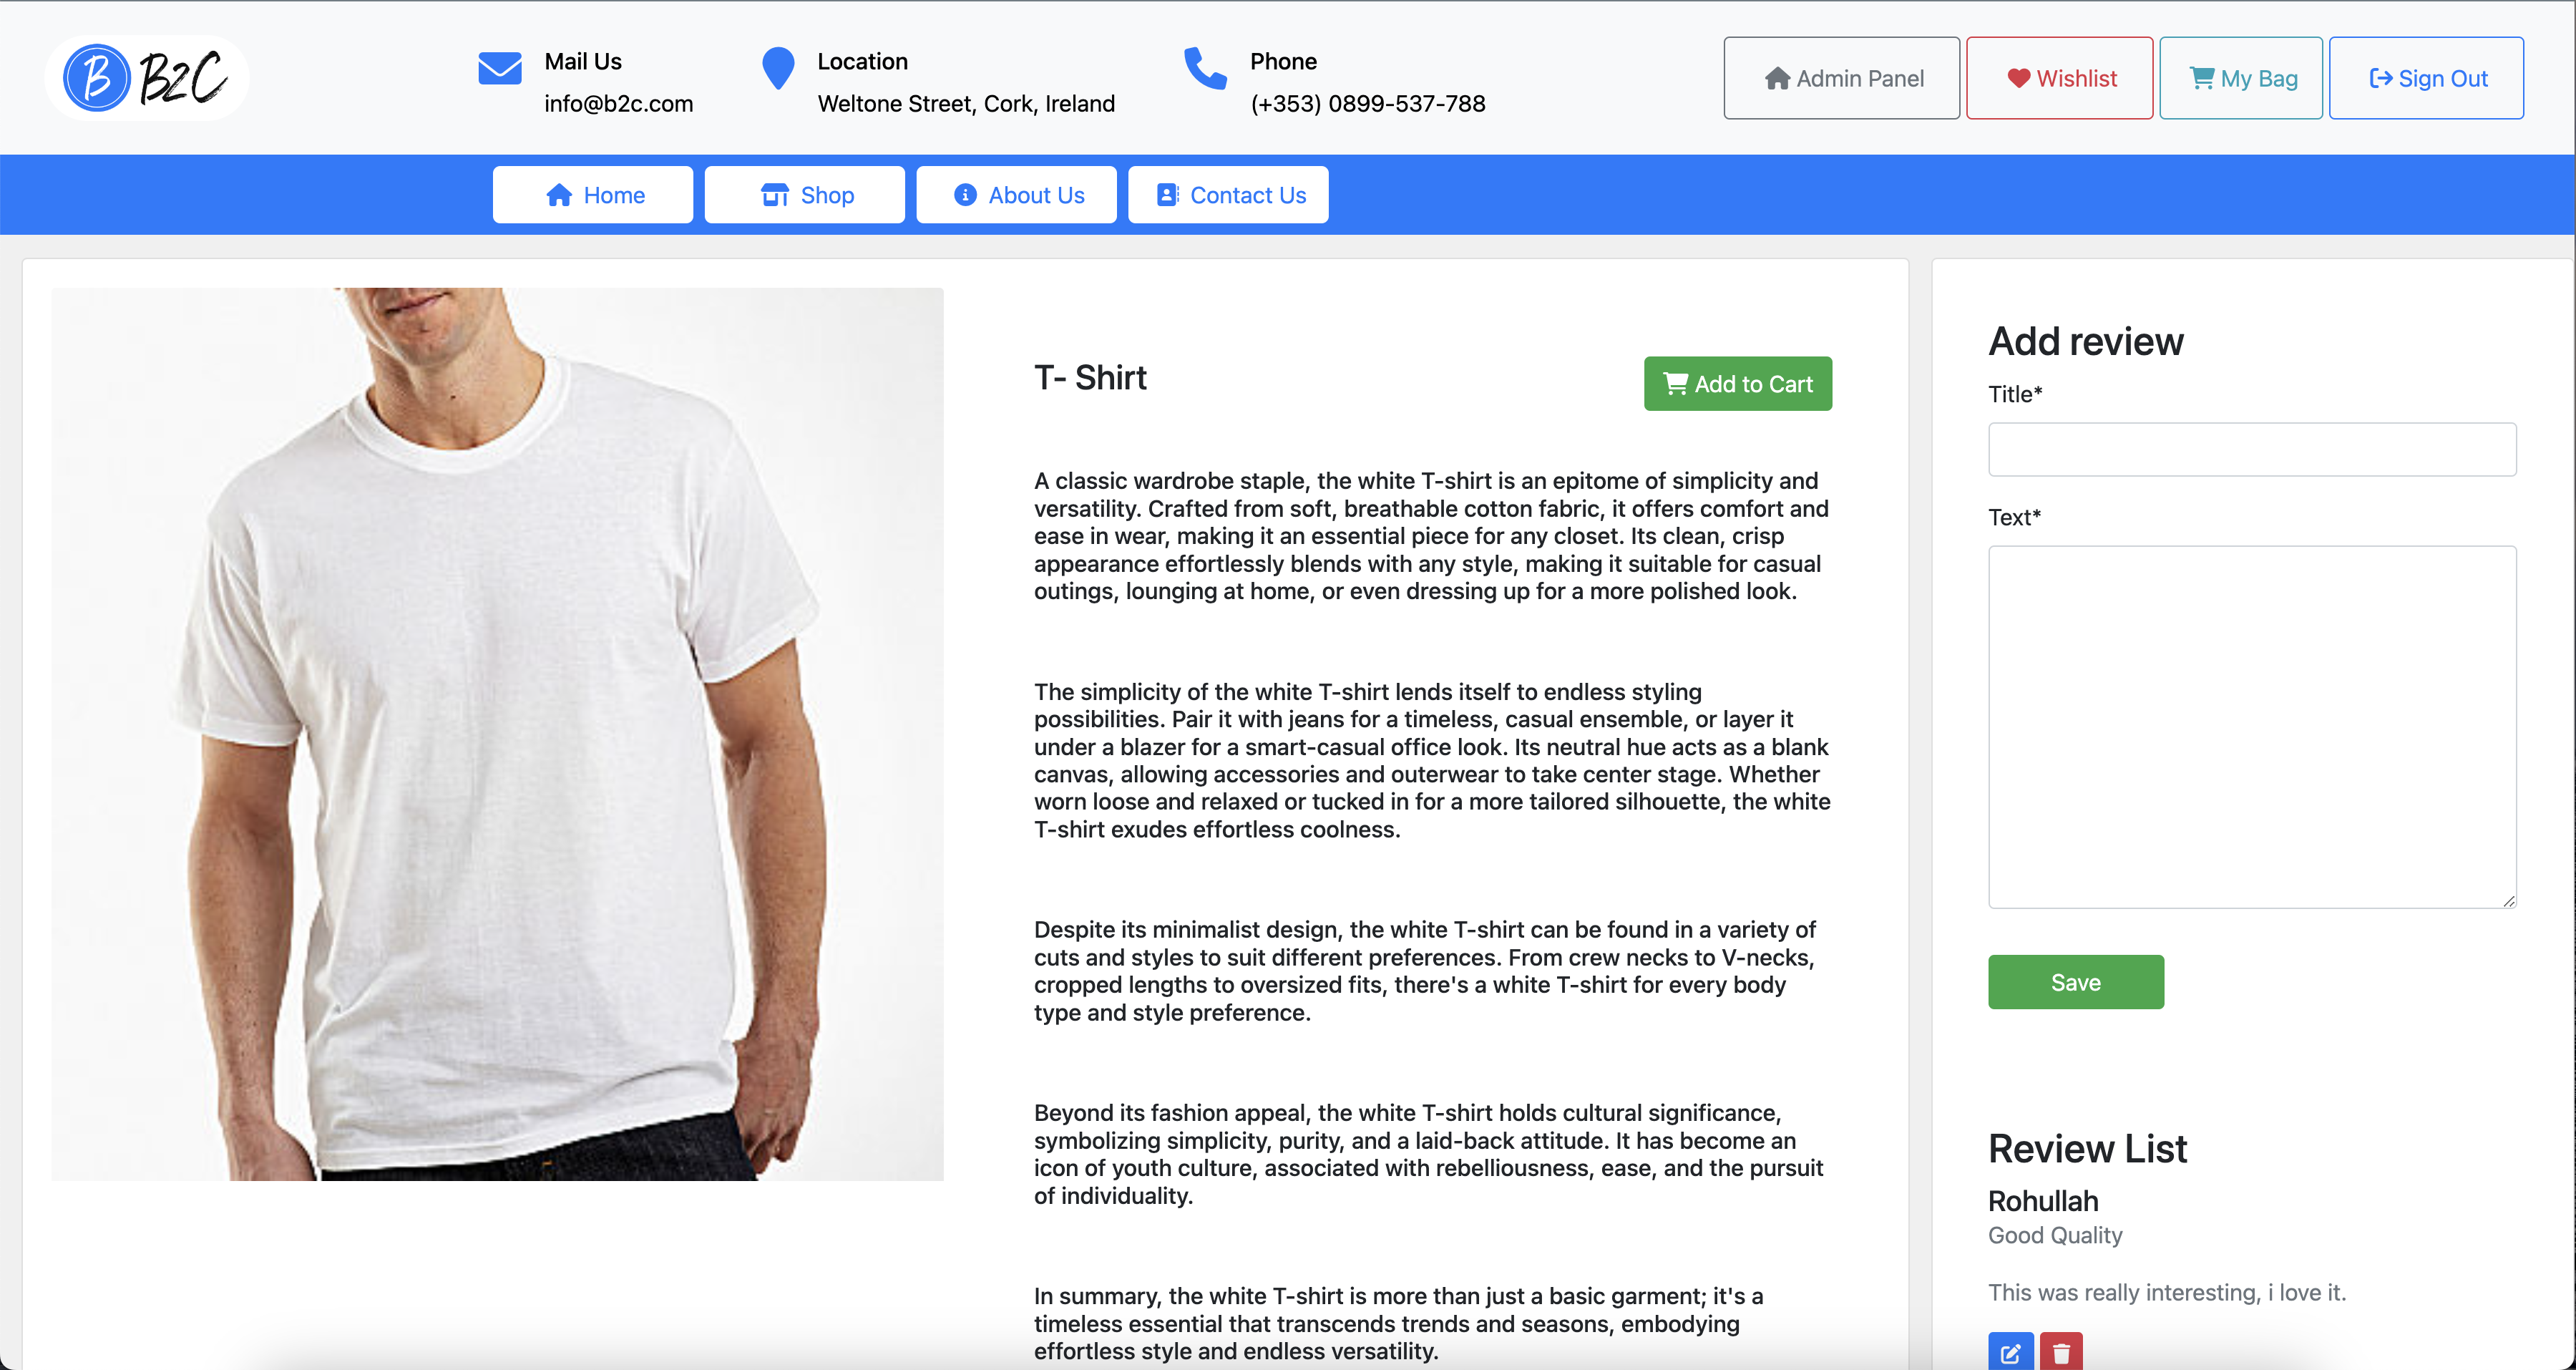 B B2C
Mail Us
info@b2c.com
Location
Weltone Street, Cork, Ireland
Phone
(+353) 0899-537-788
Admin Panel
Wishlist
My Bag
Sign Out
Home
Shop
About Us
Contact Us
T- Shirt
Add to Cart
A classic wardrobe staple, the white T-shirt is an epitome of simplicity and
versatility. Crafted from soft, breathable cotton fabric, it offers comfort and
ease in wear, making it an essential piece for any closet. Its clean, crisp
appearance effortlessly blends with any style, making it suitable for casual
outings, lounging at home, or even dressing up for a more polished look.
The simplicity of the white T-shirt lends itself to endless styling
possibilities. Pair it with jeans for a timeless, casual ensemble, or layer it
under a blazer for a smart-casual office look. Its neutral hue acts as a blank
canvas, allowing accessories and outerwear to take center stage. Whether
worn loose and relaxed or tucked in for a more tailored silhouette, the white
T-shirt exudes effortless coolness.
Despite its minimalist design, the white T-shirt can be found in a variety of
cuts and styles to suit different preferences. From crew necks to V-necks,
cropped lengths to oversized fits, there's a white T-shirt for every body
type and style preference.
Beyond its fashion appeal, the white T-shirt holds cultural significance,
symbolizing simplicity, purity, and a laid-back attitude. It has become an
icon of youth culture, associated with rebelliousness, ease, and the pursuit
of individuality.
In summary, the white T-shirt is more than just a basic garment; it's a
timeless essential that transcends trends and seasons, embodying
effortless style and endless versatility.
Add review
Title*
Text*
Save
Review List
Rohullah
Good Quality
This was really interesting, i love it.